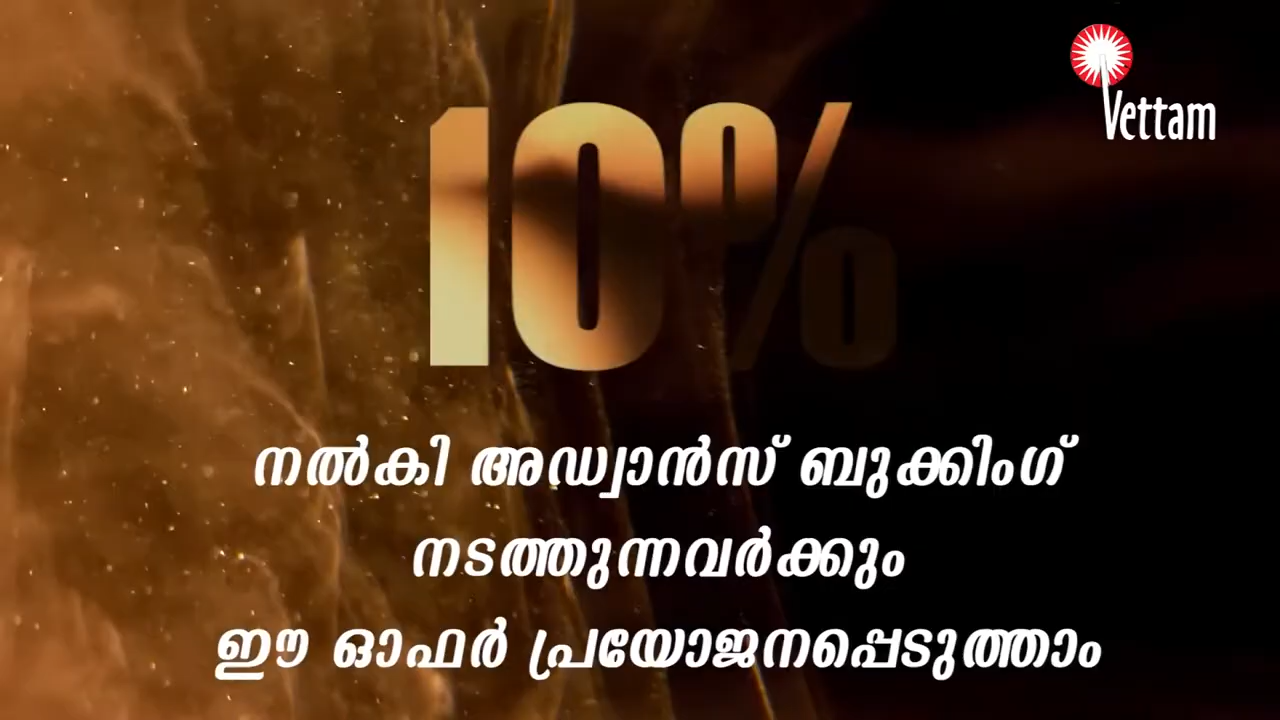 Vettam
10%
നൽകി അഡ്വാൻസ് ബുക്കിംഗ്
നടത്തുന്നവർക്കും
ഈ ഓഫർ പ്രയോജനപ്പെടുത്താം